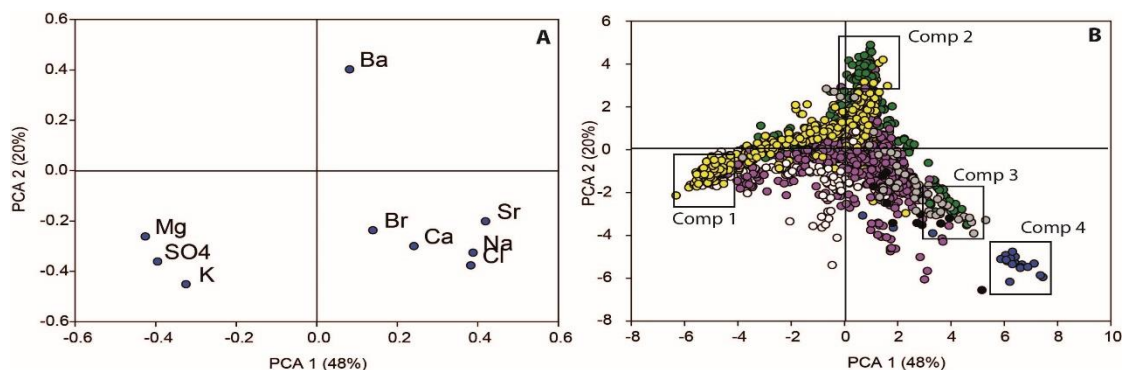 A
0.6
0.4
0.2
0.0
-0.2
-0.4
-0.6
PCA 2 (20%)
Ba
Mg
SO4
K
Br
Ca
Sr
Na
Cl
-0.6
-0.4
-0.2
0.0
0.2
0.4
0.6
PCA 1 (48%)
B
6
4
2
0
-2
-4
-6
-8
PCA 2 (20%)
Comp 2
Comp 3
Comp 1
Comp 4
-8
-6
-4
-2
0
2
4
6
8
10
PCA 1 (48%)